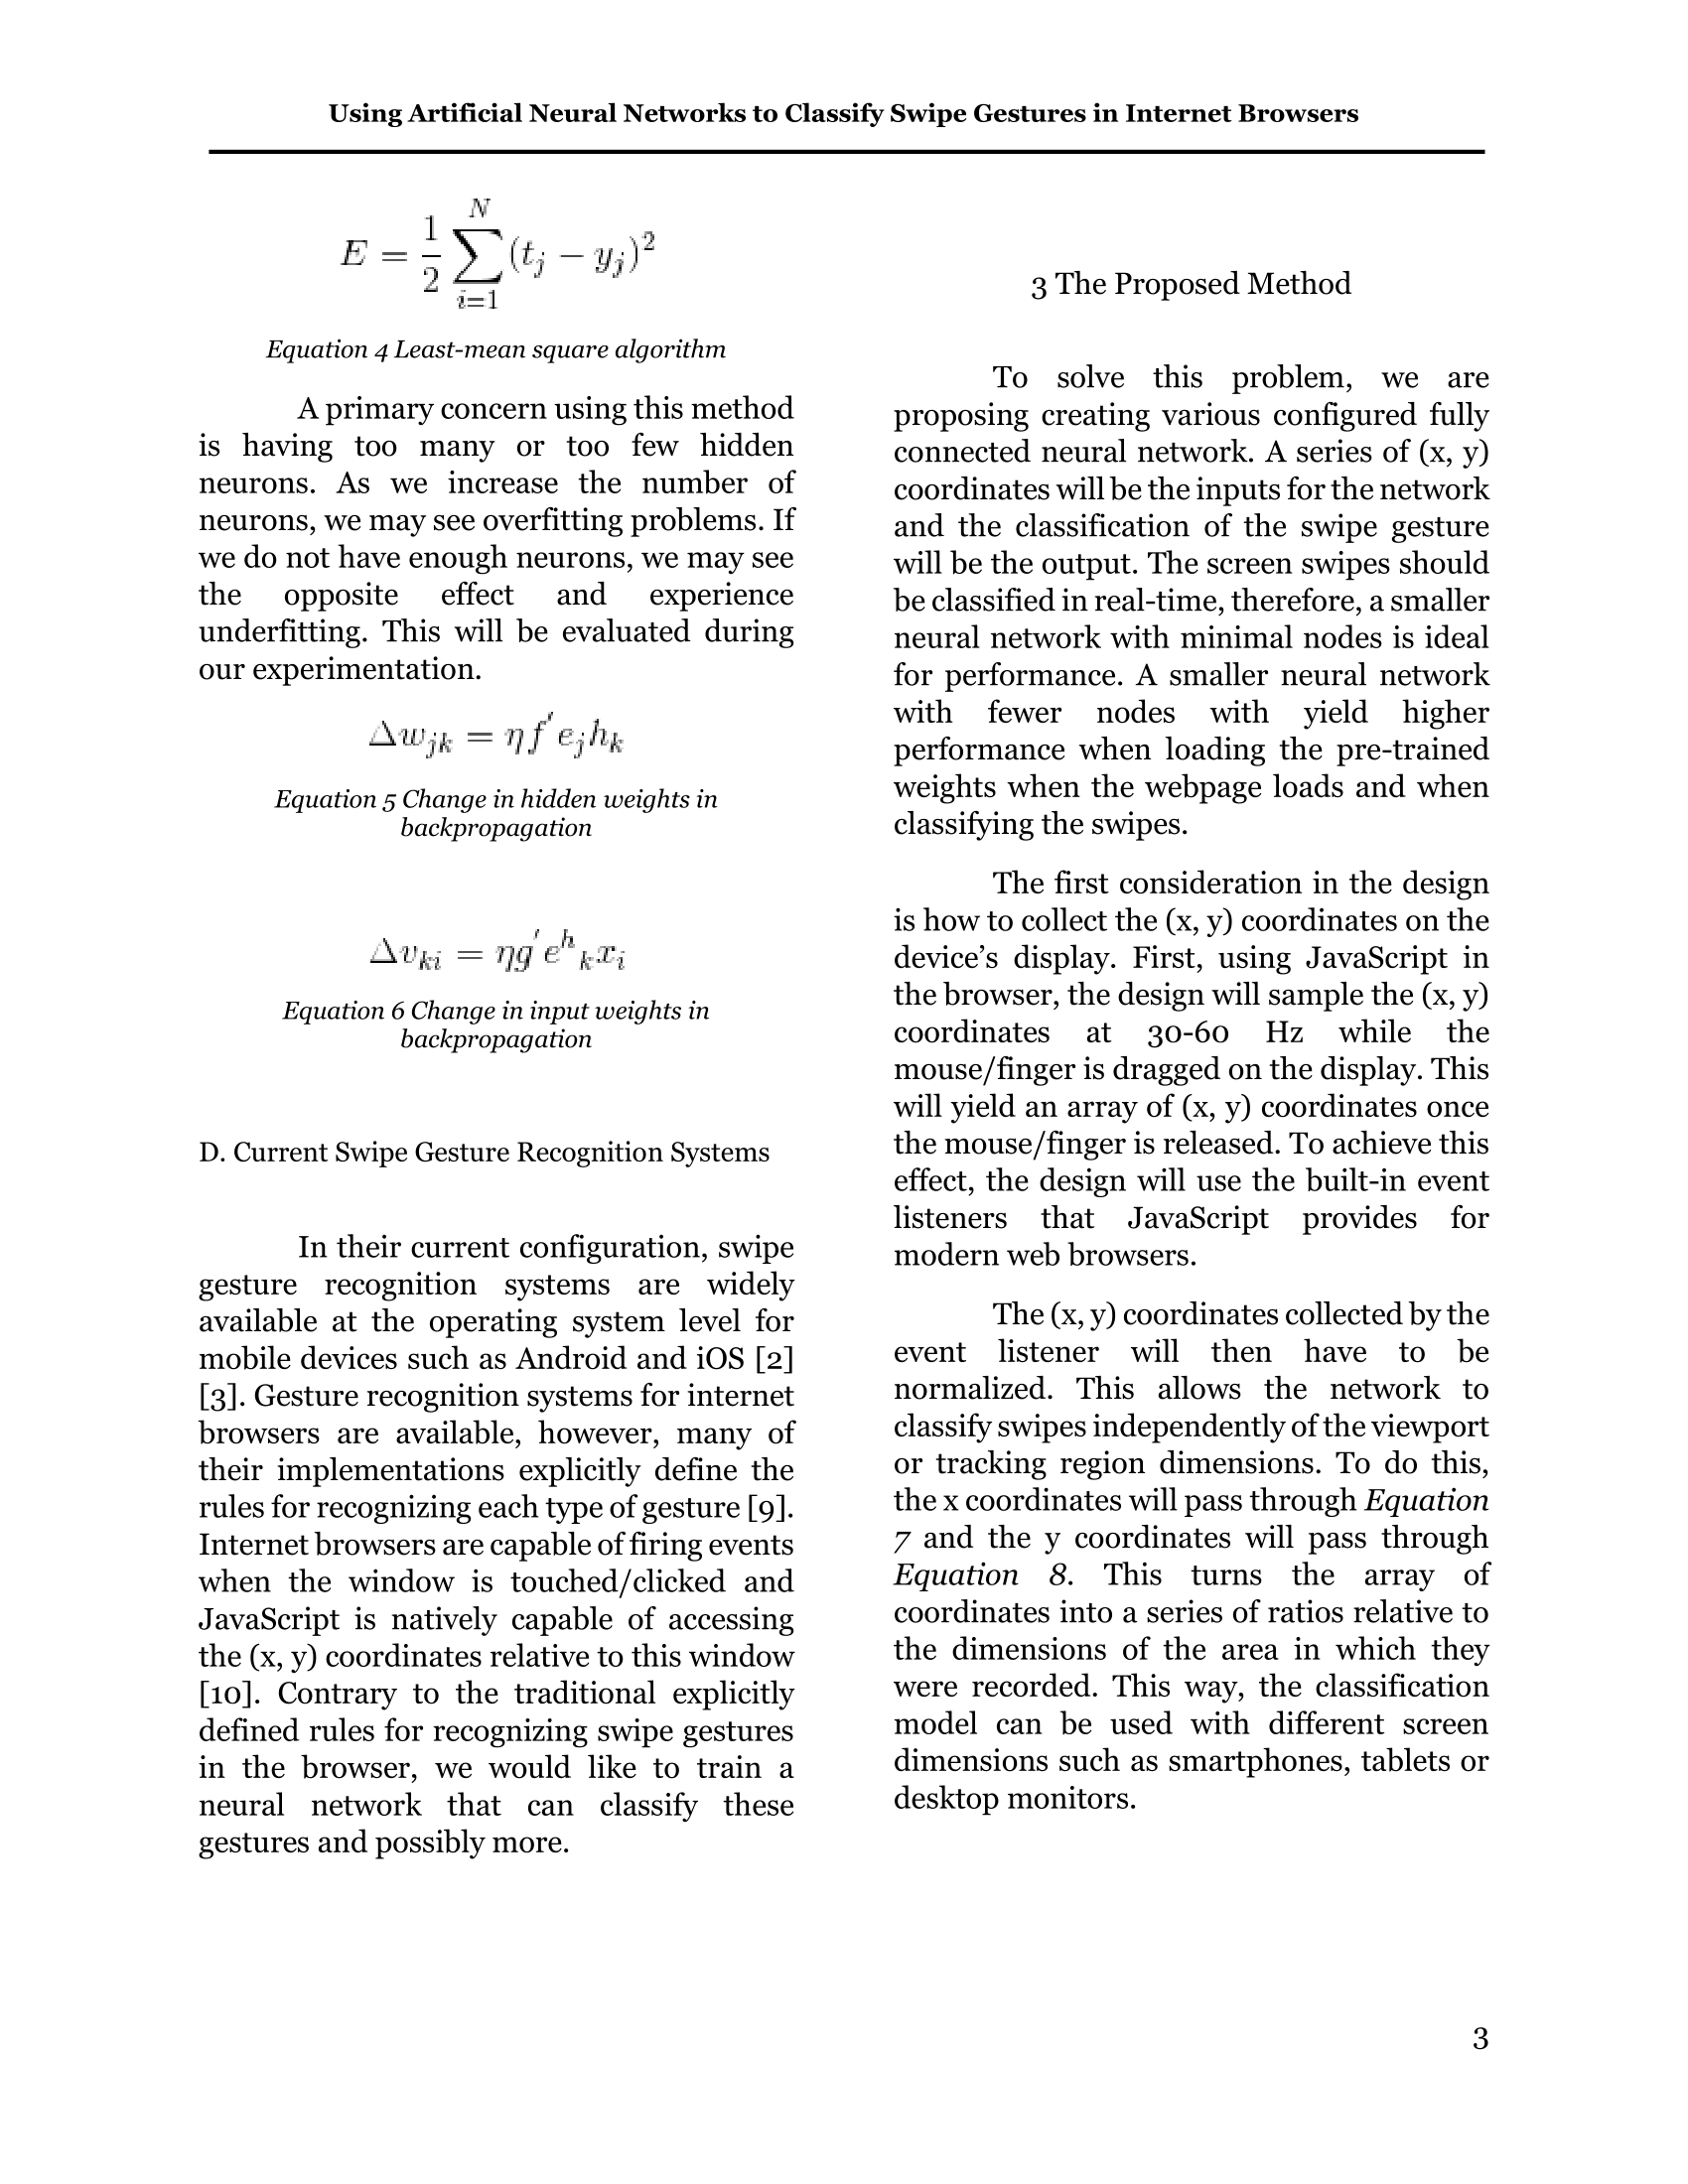 Using Artificial Neural Networks to Classify Swipe Gestures in Internet Browsers
E = \frac{1}{2} \sum_{i=1}^{N} (t_j - y_j)^2
Equation 4 Least-mean square algorithm
A primary concern using this method
is having too many or too few hidden
neurons. As we increase the number of
neurons, we may see overfitting problems. If
we do not have enough neurons, we may see
the opposite effect and experience
underfitting. This will be evaluated during
our experimentation.
\Delta w_{jk} = \eta f' e_j h_k
Equation 5 Change in hidden weights in
backpropagation
\Delta v_{ki} = \eta g' e^h{}_k x_i
Equation 6 Change in input weights in
backpropagation
D. Current Swipe Gesture Recognition Systems
In their current configuration, swipe
gesture recognition systems are widely
available at the operating system level for
mobile devices such as Android and iOS [2]
[3]. Gesture recognition systems for internet
browsers are available, however, many of
their implementations explicitly define the
rules for recognizing each type of gesture [9].
Internet browsers are capable of firing events
when the window is touched/clicked and
JavaScript is natively capable of accessing
the (x, y) coordinates relative to this window
[10]. Contrary to the traditional explicitly
defined rules for recognizing swipe gestures
in the browser, we would like to train a
neural network that can classify these
gestures and possibly more.
3 The Proposed Method
To solve this problem, we are
proposing creating various configured fully
connected neural network. A series of (x, y)
coordinates will be the inputs for the network
and the classification of the swipe gesture
will be the output. The screen swipes should
be classified in real-time, therefore, a smaller
neural network with minimal nodes is ideal
for performance. A smaller neural network
with fewer nodes with yield higher
performance when loading the pre-trained
weights when the webpage loads and when
classifying the swipes.
The first consideration in the design
is how to collect the (x, y) coordinates on the
device’s display. First, using JavaScript in
the browser, the design will sample the (x, y)
coordinates at 30-60 Hz while the
mouse/finger is dragged on the display. This
will yield an array of (x, y) coordinates once
the mouse/finger is released. To achieve this
effect, the design will use the built-in event
listeners that JavaScript provides for
modern web browsers.
The (x, y) coordinates collected by the
event listener will then have to be
normalized. This allows the network to
classify swipes independently of the viewport
or tracking region dimensions. To do this,
the x coordinates will pass through Equation
7 and the y coordinates will pass through
Equation 8. This turns the array of
coordinates into a series of ratios relative to
the dimensions of the area in which they
were recorded. This way, the classification
model can be used with different screen
dimensions such as smartphones, tablets or
desktop monitors.
3